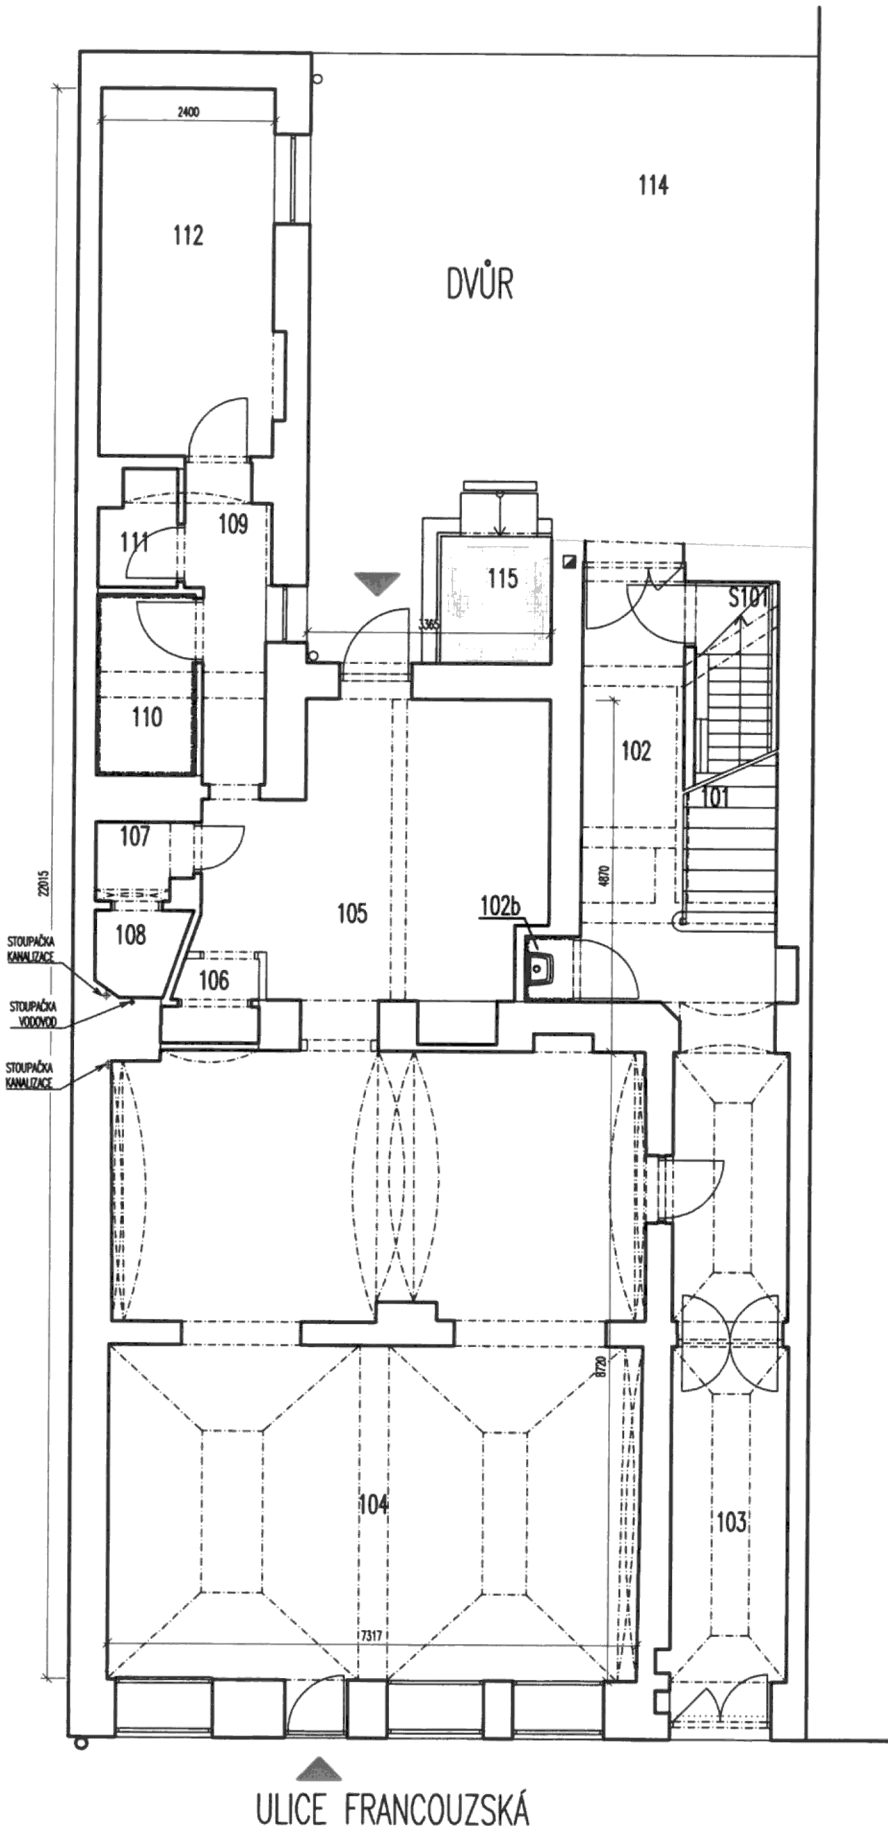 2400
114
112
DVŮR
109
111
115
S101
3365
110
102
101
107
22015
4870
105
102b
108
STOUPAČKA
KANALIZACE
106
STOUPAČKA
VODOVOD
STOUPAČKA
KANALIZACE
8720
104
103
7317
ULICE FRANCOUZSKÁ